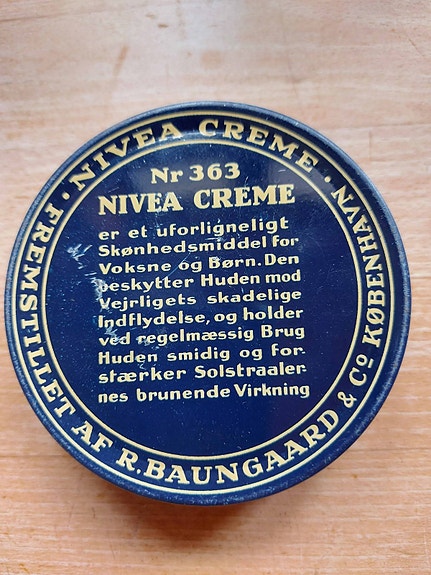 · NIVEA CREME ·
FREMSTILLET AF R. BAUNGAARD & Cº KØBENHAVN
Nr 363
NIVEA CREME
er et uforligneligt
Skønhedsmiddel for
Voksne og Børn. Den
beskytter Huden mod
Vejrligets skadelige
Indflydelse, og holder
ved regelmæssig Brug
Huden smidig og for-
stærker Solstraaler-
nes brunende Virkning